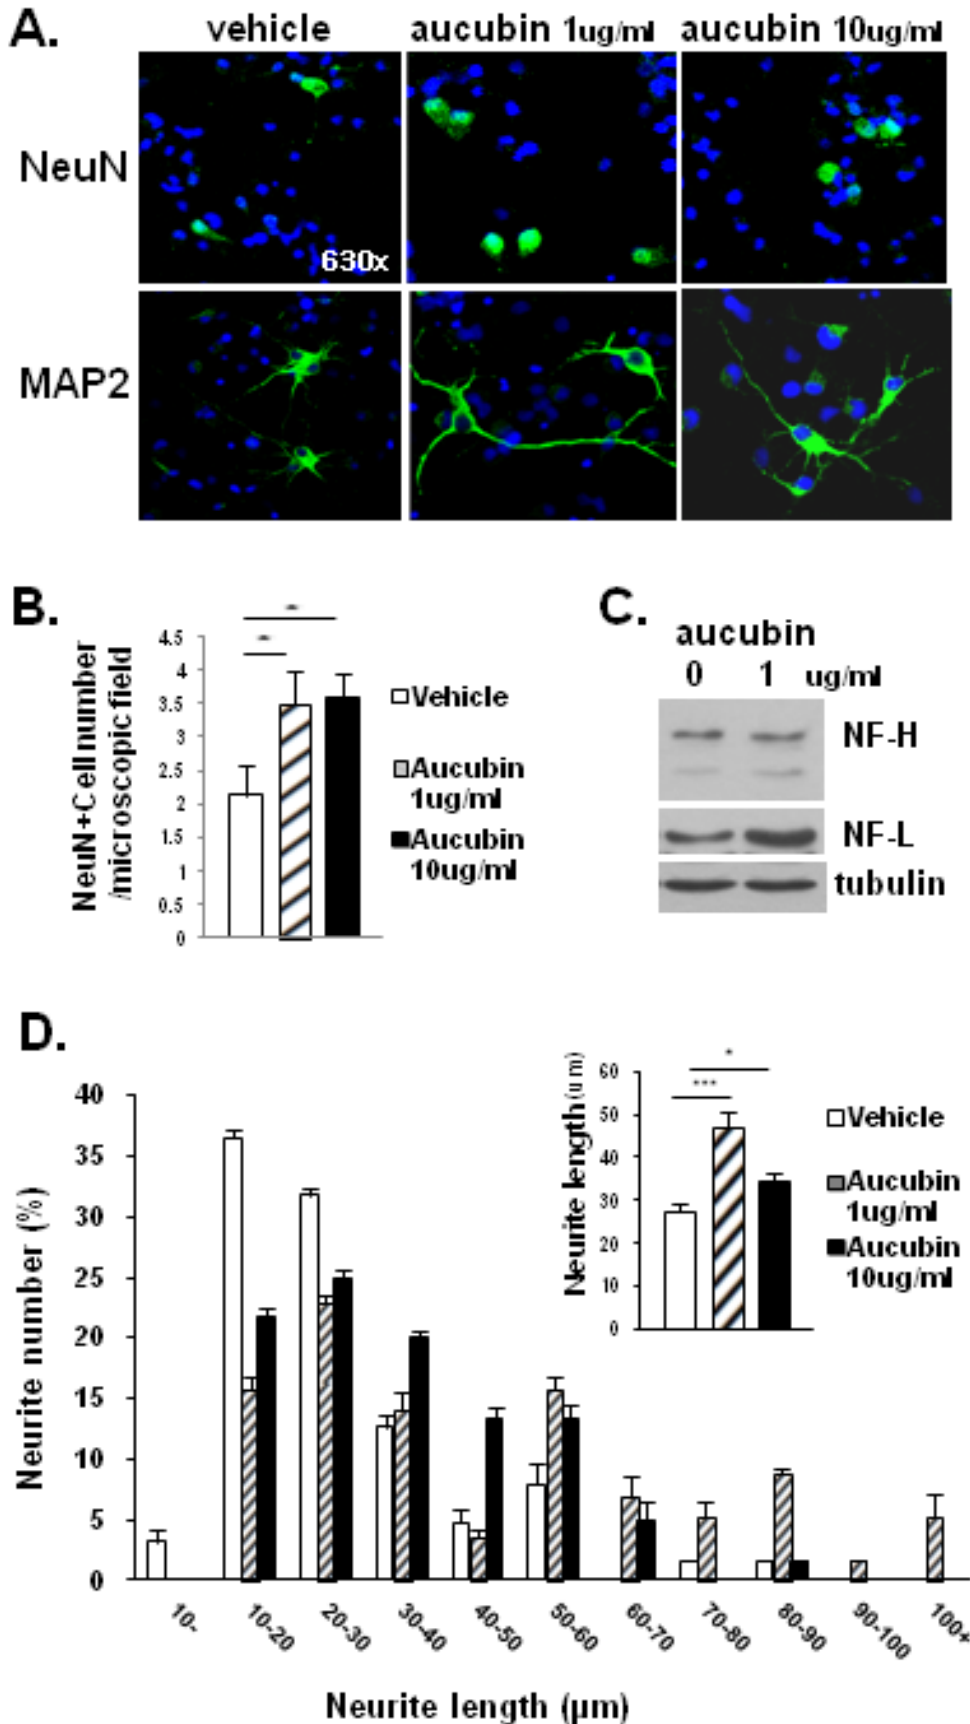 A.
vehicle aucubin 1ug/ml aucubin 10ug/ml
NeuN
630x
MAP2
B.
NeuN+Cell number
/microscopic field
4.5
4
3.5
3
2.5
2
1.5
1
0.5
0
Vehicle
Aucubin
1ug/ml
Aucubin
10ug/ml
C.
aucubin
0 1 ug/ml
NF-H
NF-L
tubulin
D.
Neurite number (%)
40
35
30
25
20
15
10
5
0
10-
10-20
20-30
30-40
40-50
50-60
60-70
70-80
80-90
90-100
100+
Neurite length (µm)
Neurite length (um)
60
50
40
30
20
10
0
*
***
Vehicle
Aucubin
1ug/ml
Aucubin
10ug/ml